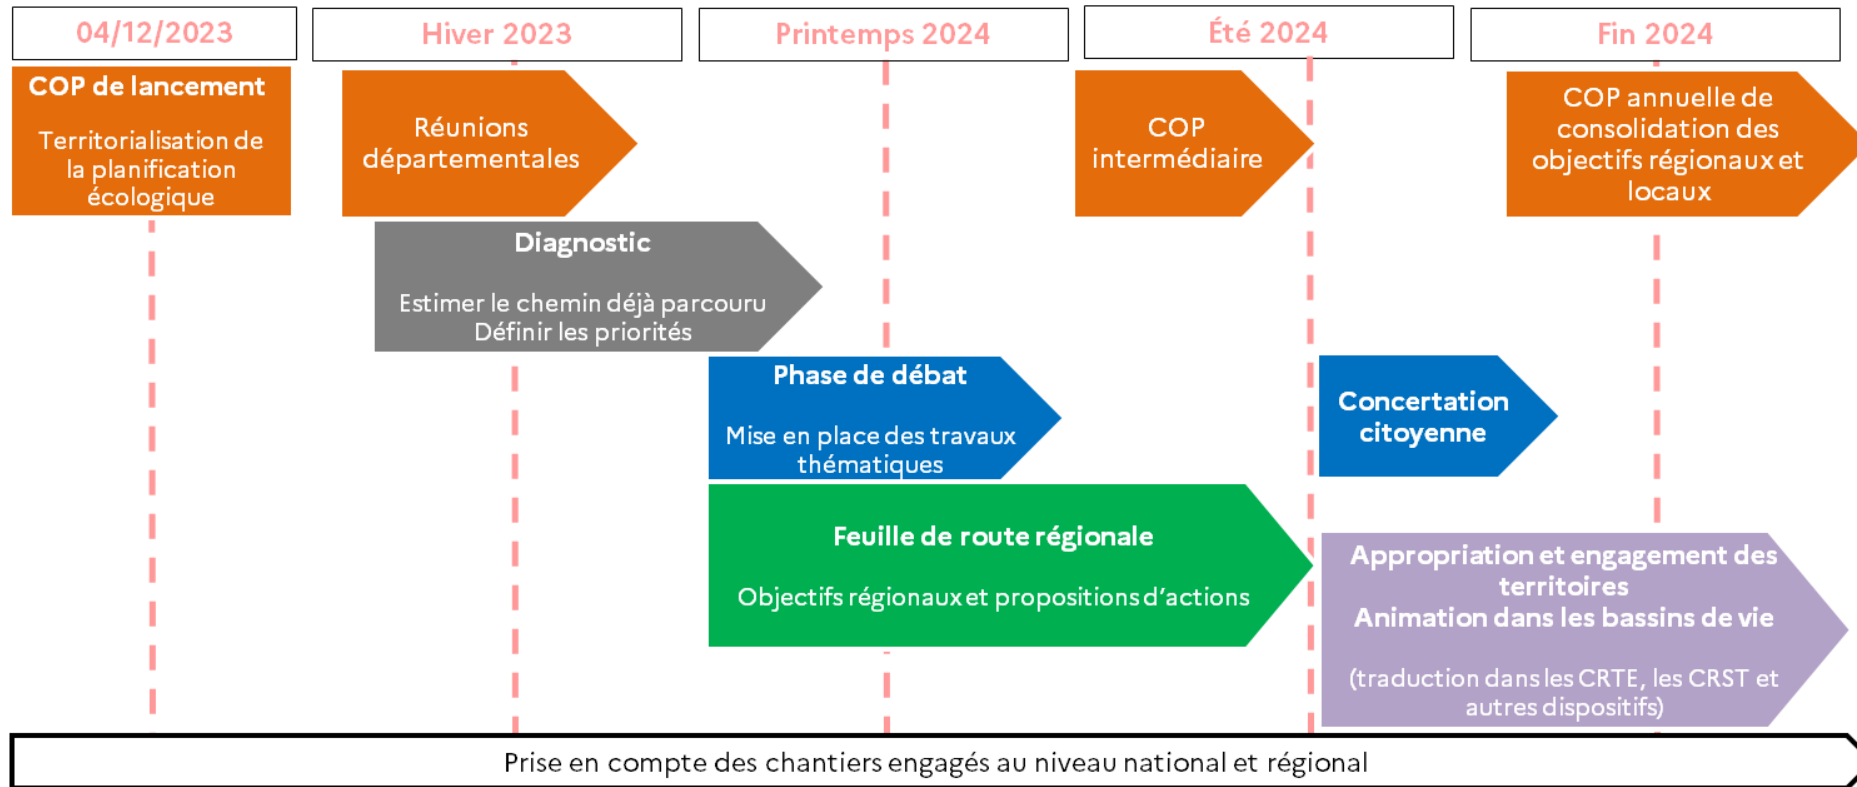 04/12/2023
Hiver 2023
Printemps 2024
Été 2024
Fin 2024
COP de lancement
Territorialisation de
la planification
écologique
Réunions
départementales
COP
intermédiaire
COP annuelle de
consolidation des
objectifs régionaux et
locaux
Diagnostic
Estimer le chemin déjà parcouru
Définir les priorités
Phase de débat
Mise en place des travaux
thématiques
Concertation
citoyenne
Feuille de route régionale
Objectifs régionaux et propositions d’actions
Appropriation et engagement des
territoires
Animation dans les bassins de vie
(traduction dans les CRTE, les CRST et
autres dispositifs)
Prise en compte des chantiers engagés au niveau national et régional